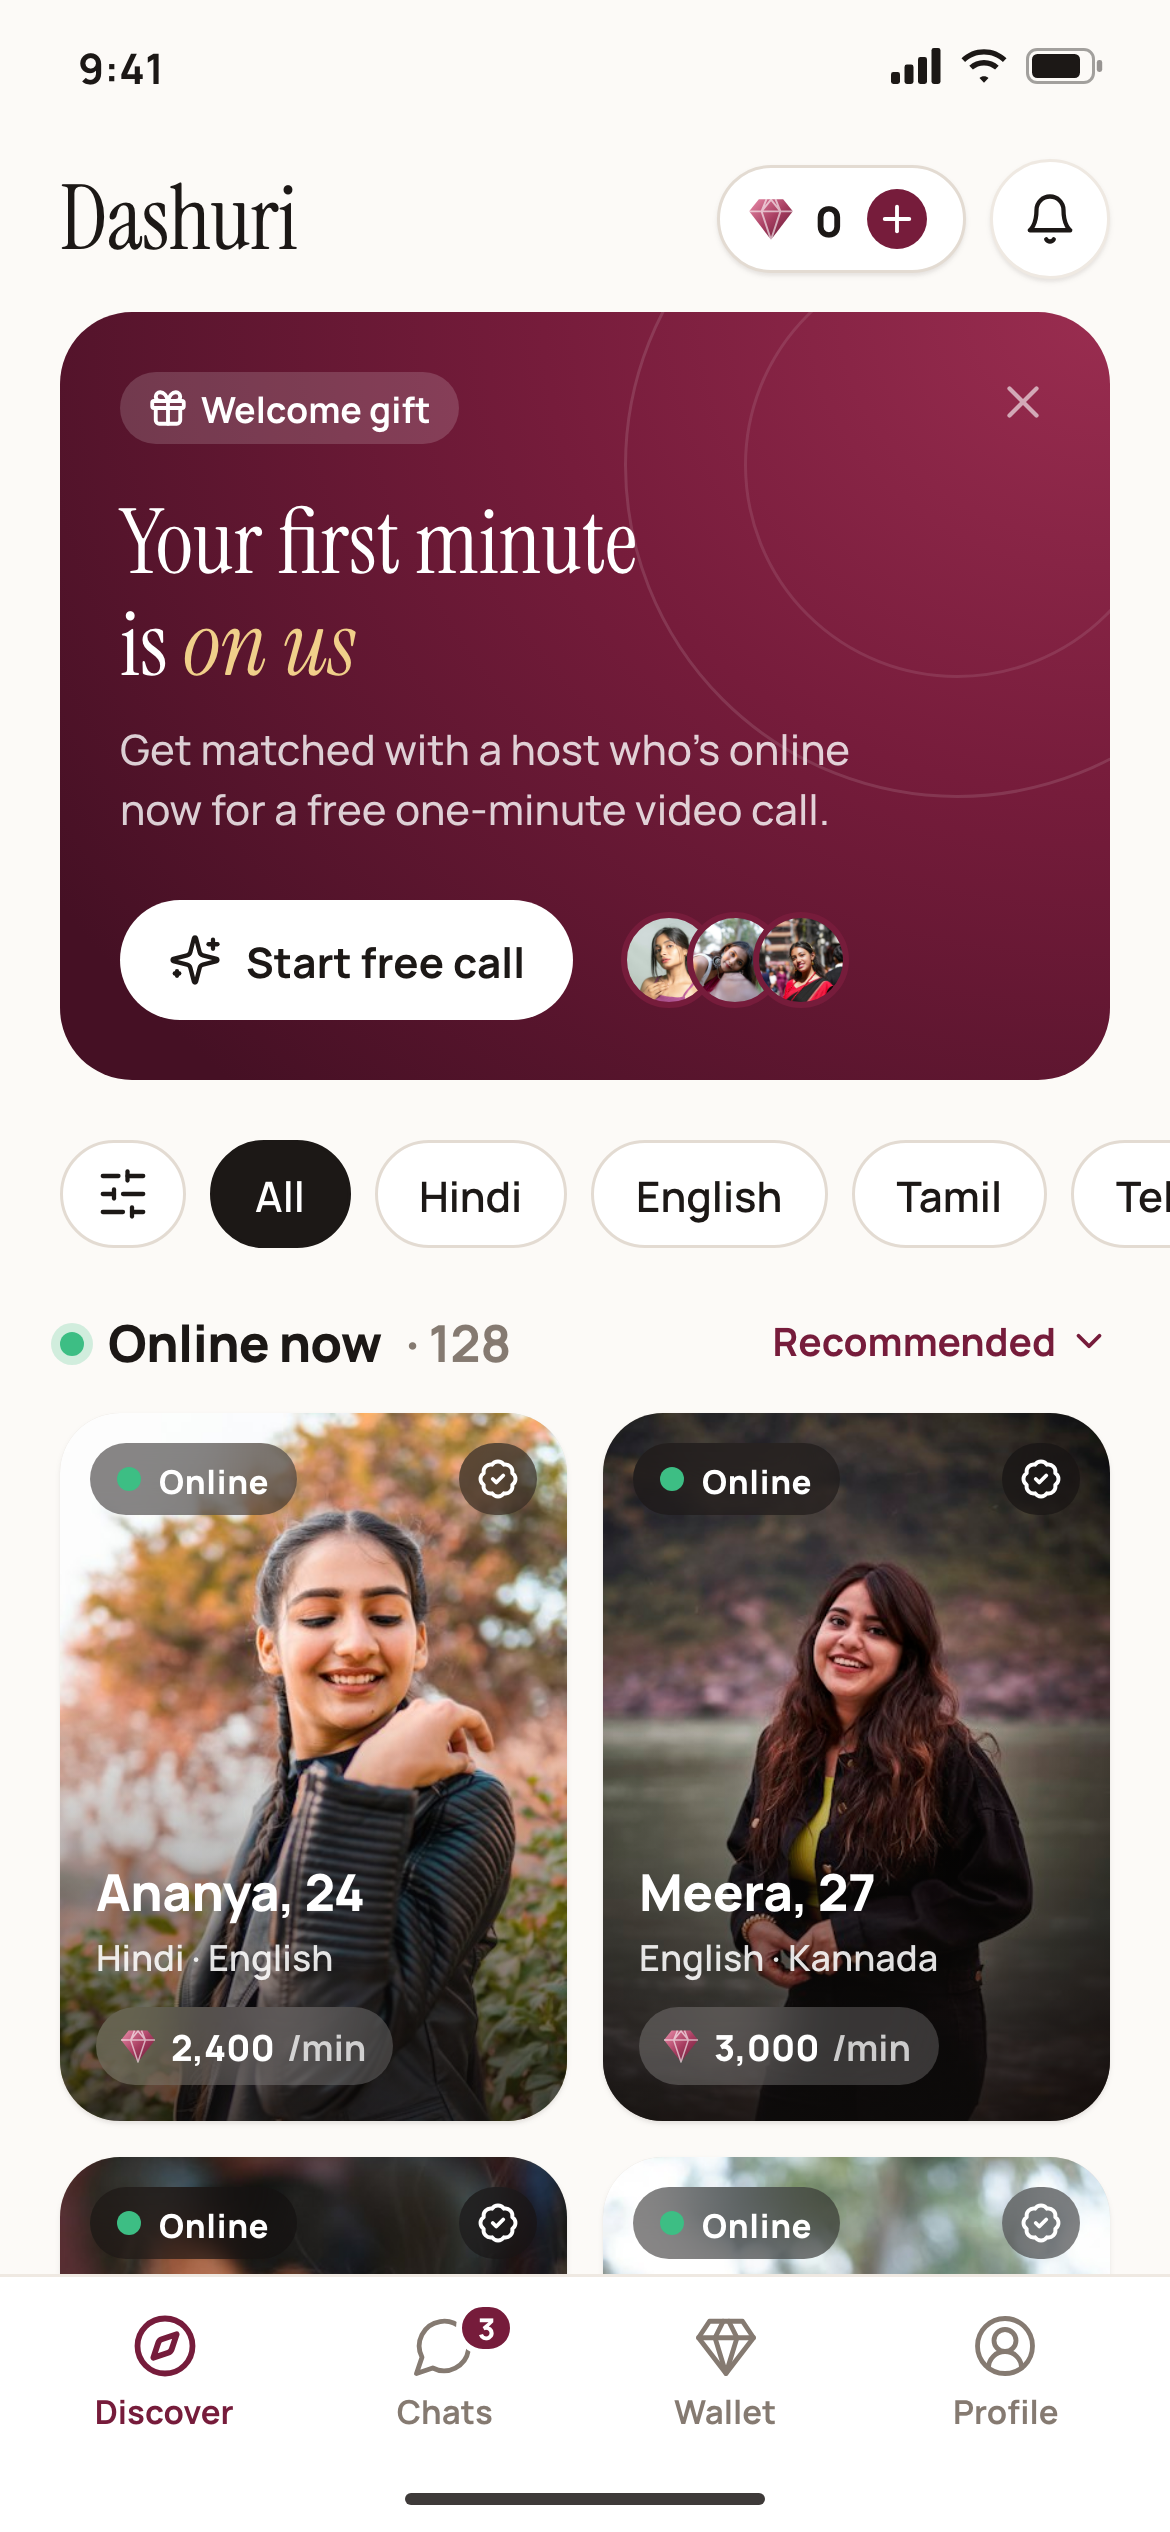 9:41
Dashuri
0
Welcome gift
Your first minute
is on us
Get matched with a host who's online
now for a free one-minute video call.
Start free call
All
Hindi
English
Tamil
Tel
Online now · 128
Recommended
Online
Online
Ananya, 24
Hindi · English
2,400 /min
Meera, 27
English · Kannada
3,000 /min
Online
Online
3
Discover
Chats
Wallet
Profile